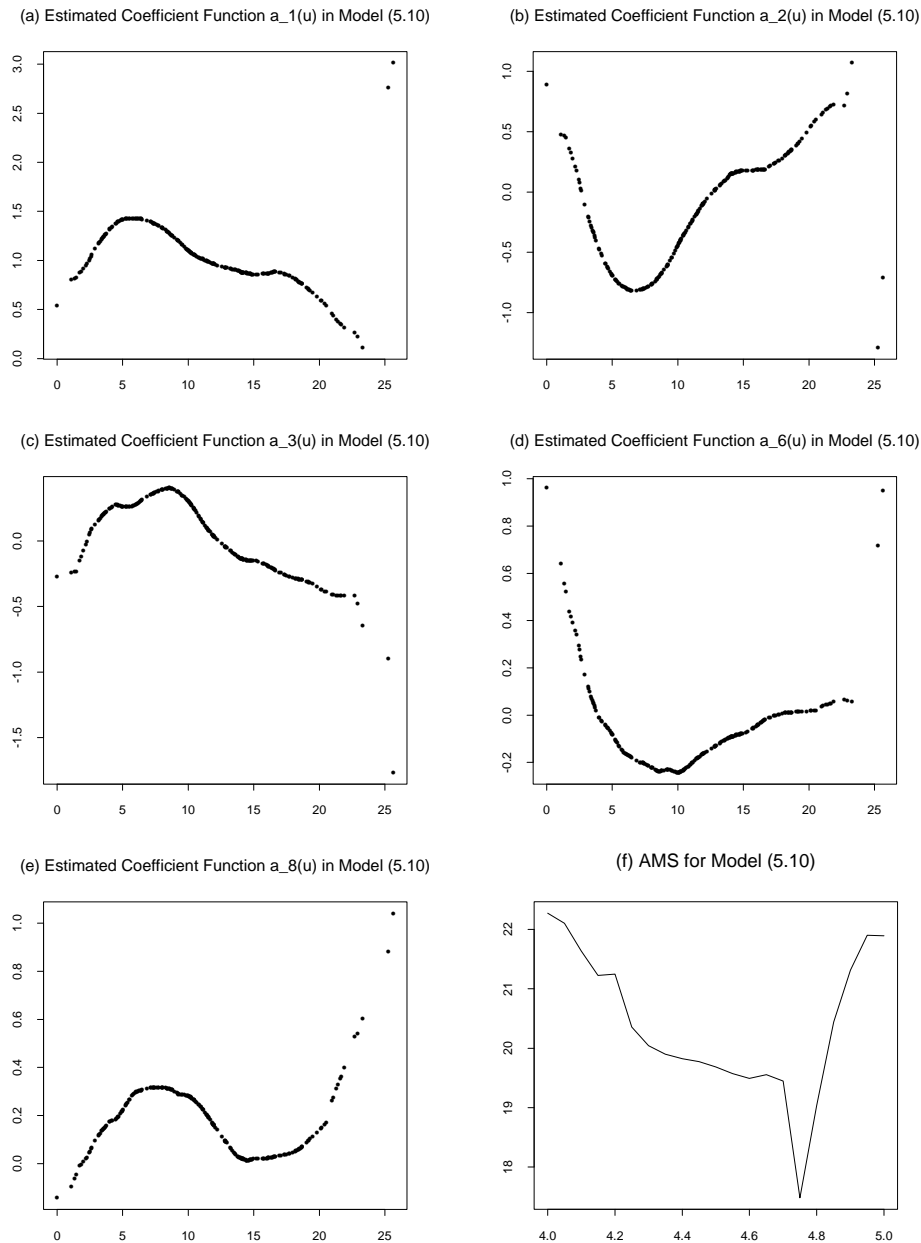 (a) Estimated Coefficient Function a_1(u) in Model (5.10)
0.0 0.5 1.0 1.5 2.0 2.5 3.0
0 5 10 15 20 25
(b) Estimated Coefficient Function a_2(u) in Model (5.10)
-1.0 -0.5 0.0 0.5 1.0
0 5 10 15 20 25
(c) Estimated Coefficient Function a_3(u) in Model (5.10)
-1.5 -1.0 -0.5 0.0
0 5 10 15 20 25
(d) Estimated Coefficient Function a_6(u) in Model (5.10)
-0.2 0.0 0.2 0.4 0.6 0.8 1.0
0 5 10 15 20 25
(e) Estimated Coefficient Function a_8(u) in Model (5.10)
0.0 0.2 0.4 0.6 0.8 1.0
0 5 10 15 20 25
(f) AMS for Model (5.10)
18 19 20 21 22
4.0 4.2 4.4 4.6 4.8 5.0